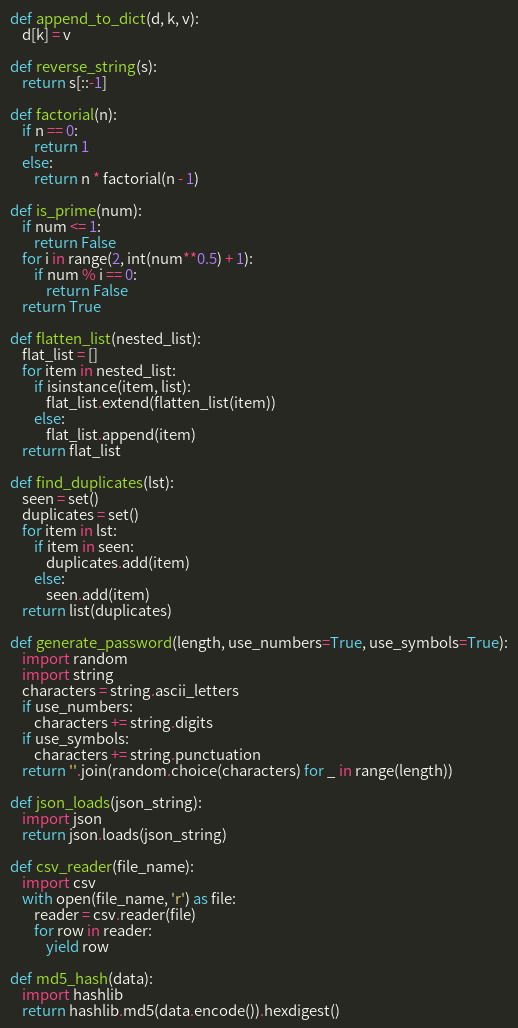 def append_to_dict(d, k, v):
    d[k] = v

def reverse_string(s):
    return s[::-1]

def factorial(n):
    if n == 0:
        return 1
    else:
        return n * factorial(n - 1)

def is_prime(num):
    if num <= 1:
        return False
    for i in range(2, int(num**0.5) + 1):
        if num % i == 0:
            return False
    return True

def flatten_list(nested_list):
    flat_list = []
    for item in nested_list:
        if isinstance(item, list):
            flat_list.extend(flatten_list(item))
        else:
            flat_list.append(item)
    return flat_list

def find_duplicates(lst):
    seen = set()
    duplicates = set()
    for item in lst:
        if item in seen:
            duplicates.add(item)
        else:
            seen.add(item)
    return list(duplicates)

def generate_password(length, use_numbers=True, use_symbols=True):
    import random
    import string
    characters = string.ascii_letters
    if use_numbers:
        characters += string.digits
    if use_symbols:
        characters += string.punctuation
    return ''.join(random.choice(characters) for _ in range(length))

def json_loads(json_string):
    import json
    return json.loads(json_string)

def csv_reader(file_name):
    import csv
    with open(file_name, 'r') as file:
        reader = csv.reader(file)
        for row in reader:
            yield row

def md5_hash(data):
    import hashlib
    return hashlib.md5(data.encode()).hexdigest()